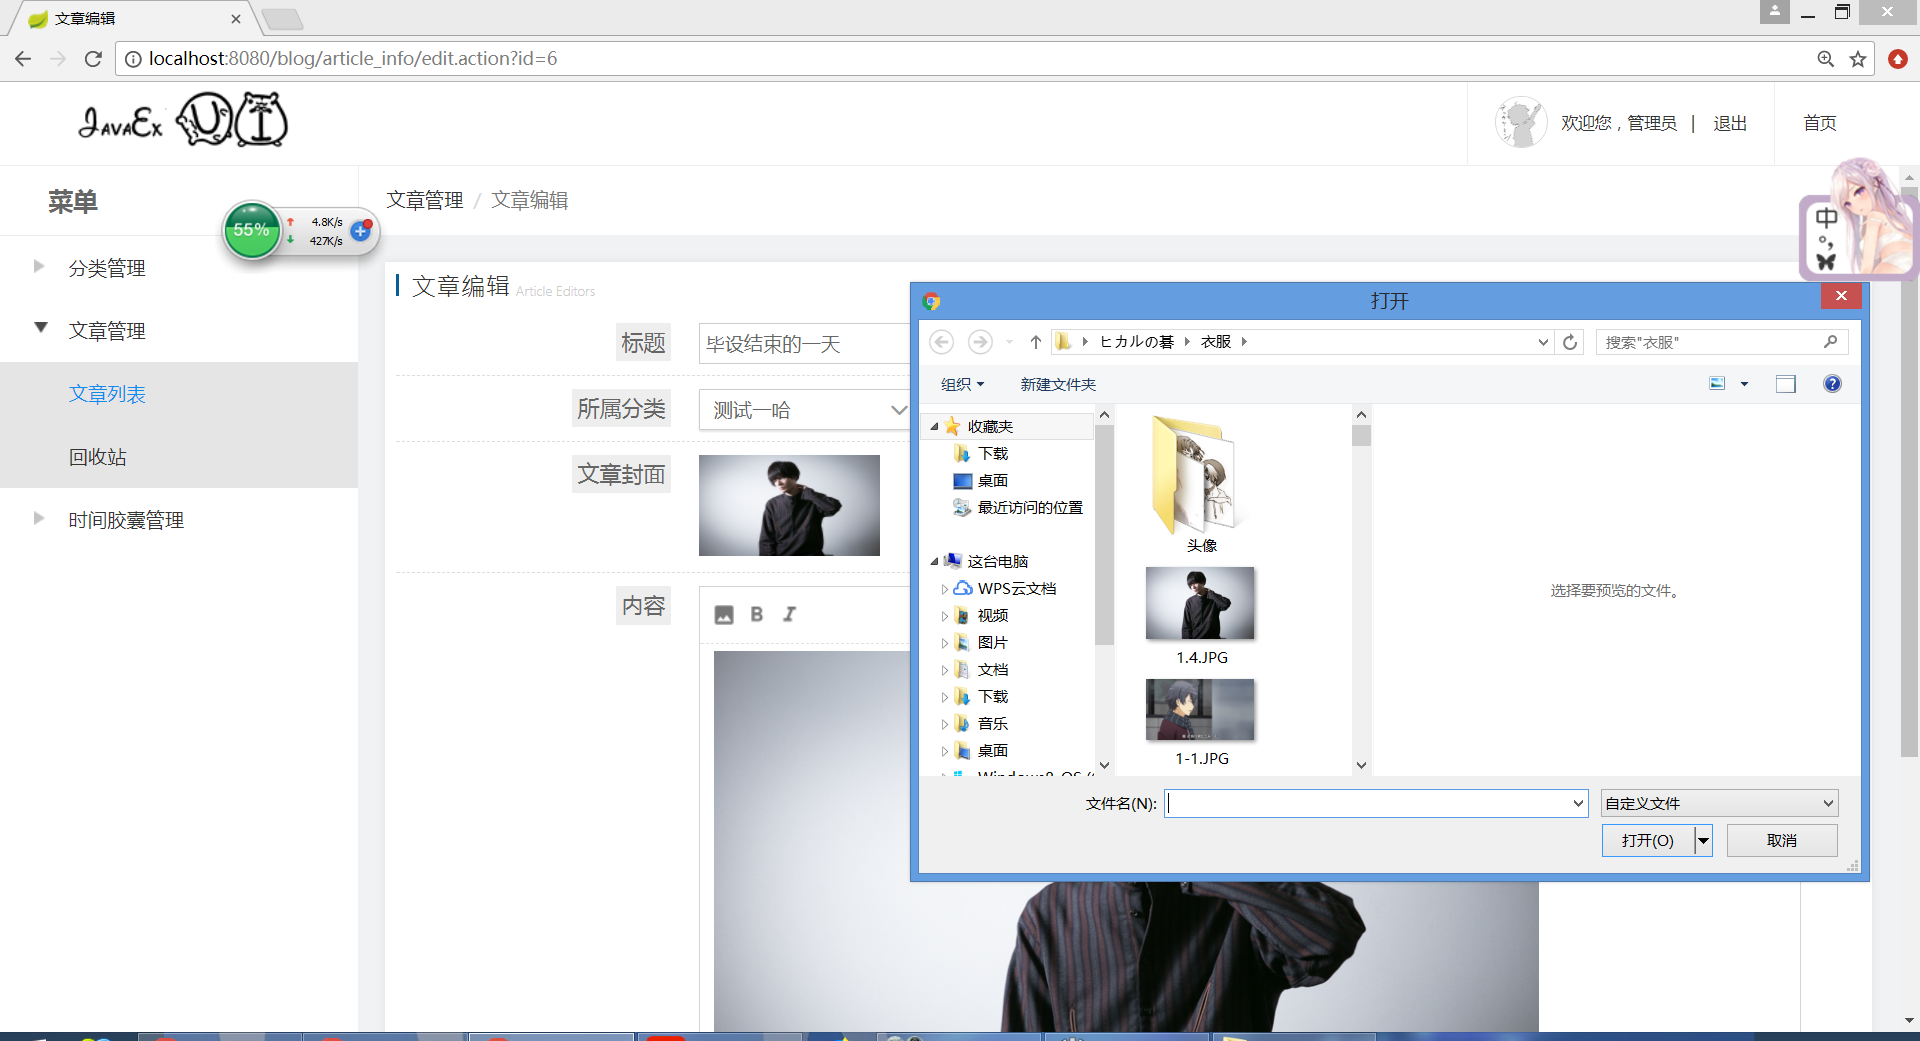 文章编辑
localhost:8080/blog/article_info/edit.action?id=6
JavaEx UI
欢迎您，管理员 | 退出
首页
菜单
分类管理
文章管理
文章列表
回收站
时间胶囊管理
55%
4.8K/s
427K/s
文章管理 / 文章编辑
中
文章编辑 Article Editors
标题
毕设结束的一天
所属分类
测试一哈
文章封面
内容
B I
打开
ヒカルの碁
衣服
搜索"衣服"
组织
新建文件夹
收藏夹
下载
桌面
最近访问的位置
这台电脑
WPS云文档
视频
图片
文档
下载
音乐
桌面
头像
1.4.JPG
1-1.JPG
选择要预览的文件。
文件名(N):
自定义文件
打开(O)
取消